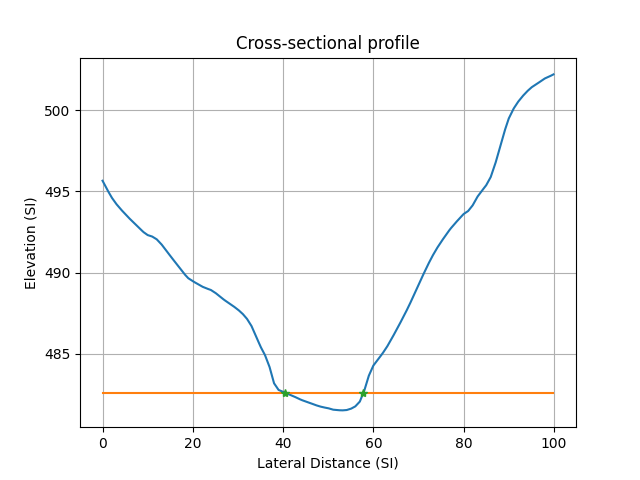 Cross-sectional profile
Elevation (SI)
500
495
490
485
0 20 40 60 80 100
Lateral Distance (SI)